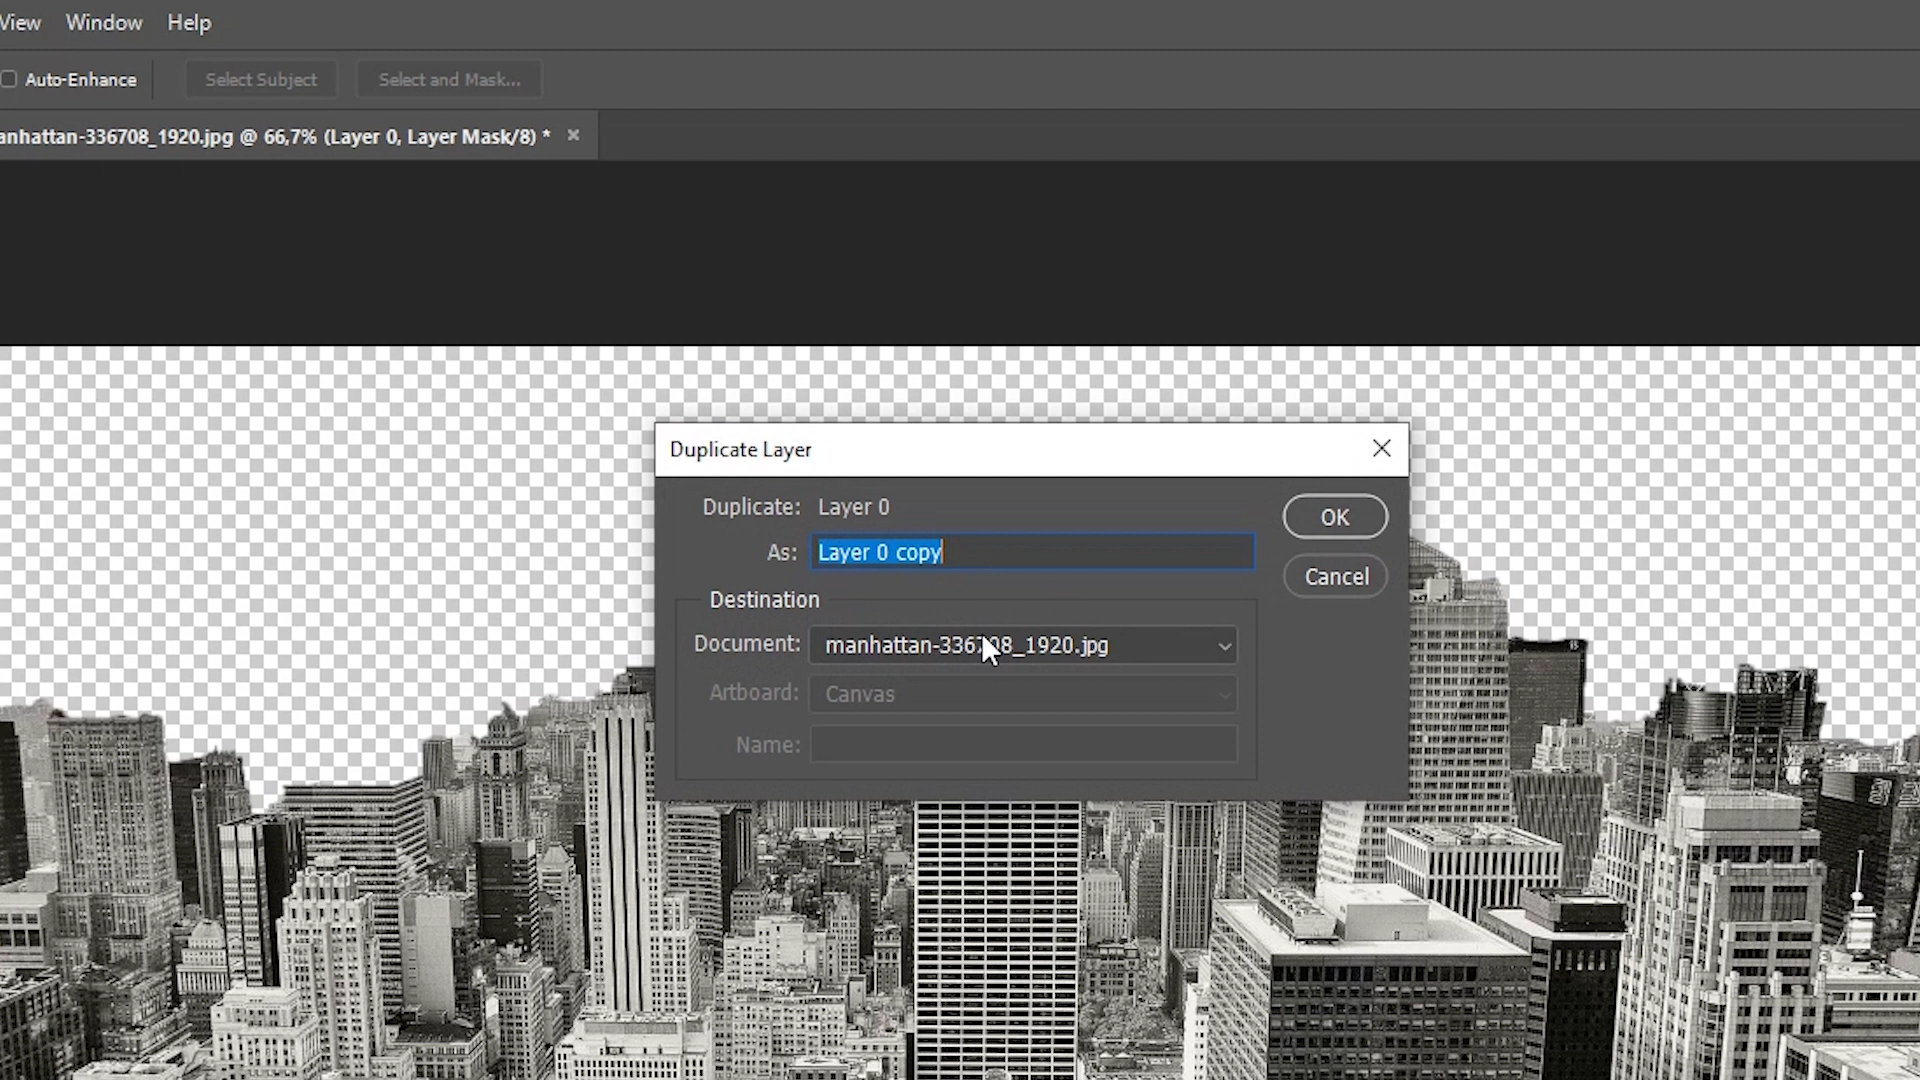 View Window Help
Auto-Enhance Select Subject Select and Mask...
anhattan-336708_1920.jpg @ 66,7% (Layer 0, Layer Mask/8) *
Duplicate Layer
Duplicate: Layer 0
OK
As: Layer 0 copy
Cancel
Destination
Document: manhattan-336708_1920.jpg
Artboard: Canvas
Name: